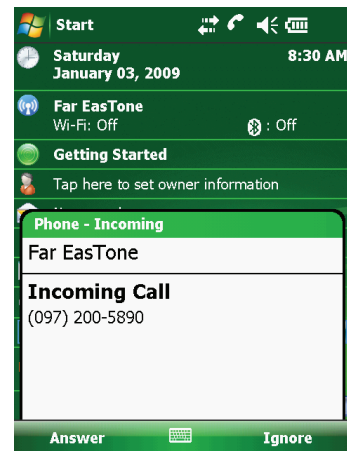 Start
Saturday 8:30 AM
January 03, 2009
Far EasTone
Wi-Fi: Off : Off
Getting Started
Tap here to set owner information
Phone - Incoming
Far EasTone
Incoming Call
(097) 200-5890
Answer Ignore